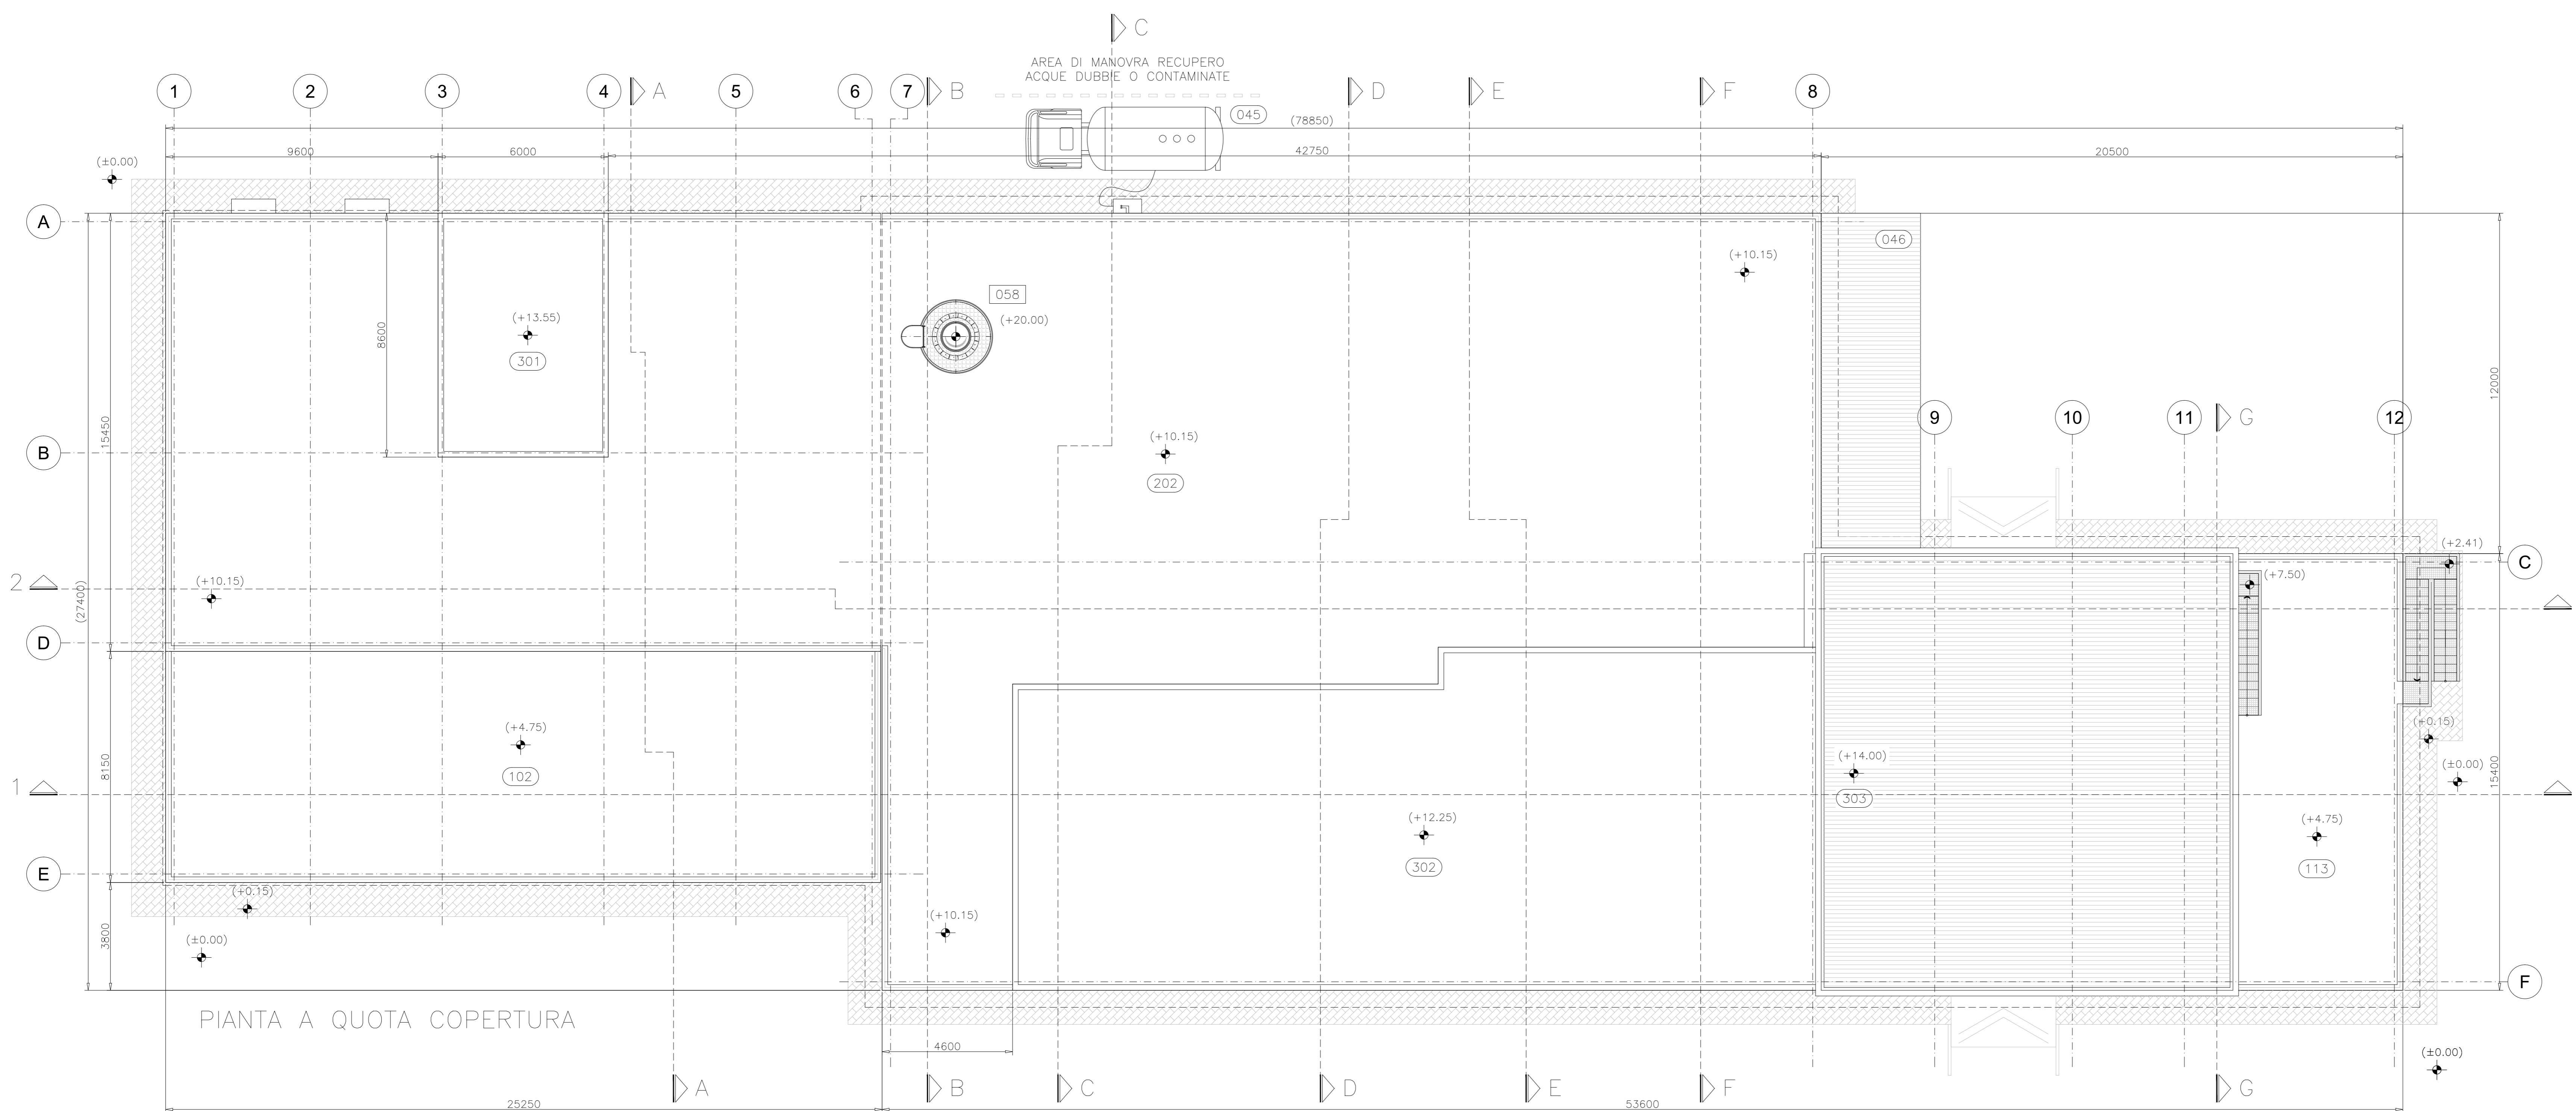 C
AREA DI MANOVRA RECUPERO
ACQUE DUBBIE O CONTAMINATE
1
2
3
4
A
5
6
7
B
D
E
F
8
045
(78850)
9600
6000
42750
20500
(±0.00)
A
046
(+10.15)
058
(+20.00)
(+13.55)
301
8600
12000
15450
9
10
11
G
12
B
(+10.15)
202
(+2.41)
C
(+7.50)
2
(+10.15)
(27400)
D
(+4.75)
102
8150
(+0.15)
(±0.00)
15400
(+14.00)
303
1
(+12.25)
302
(+4.75)
113
E
(+0.15)
(+10.15)
3800
(±0.00)
F
PIANTA A QUOTA COPERTURA
4600
(±0.00)
A
B
C
D
E
F
G
25250
53600